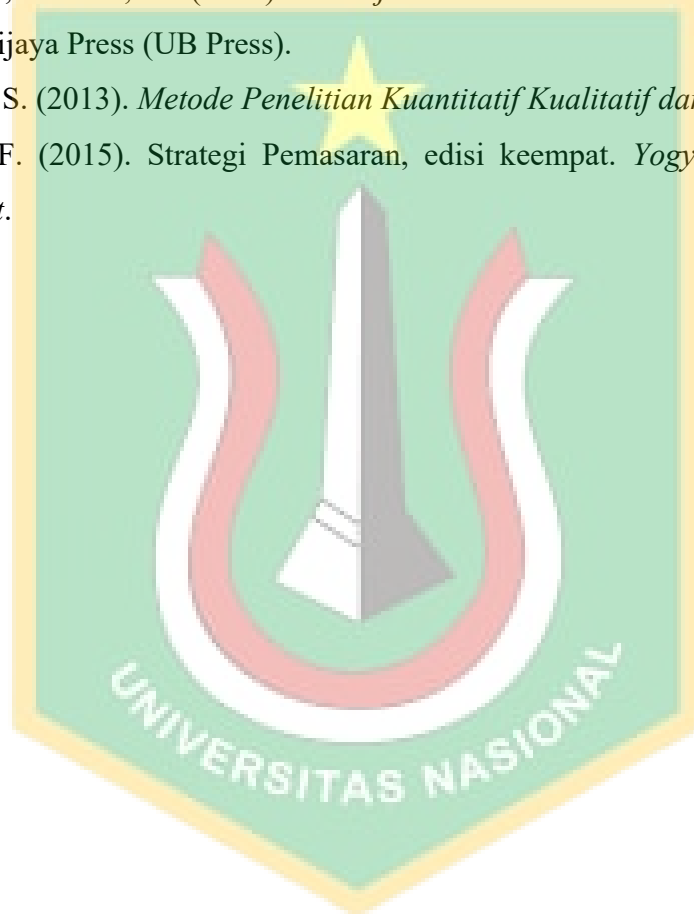 ijaya Press (UB Press).
S. (2013). Metode Penelitian Kuantitatif Kualitatif dan
F. (2015). Strategi Pemasaran, edisi keempat. Yogy
t.
UNIVERSITAS NASIONAL